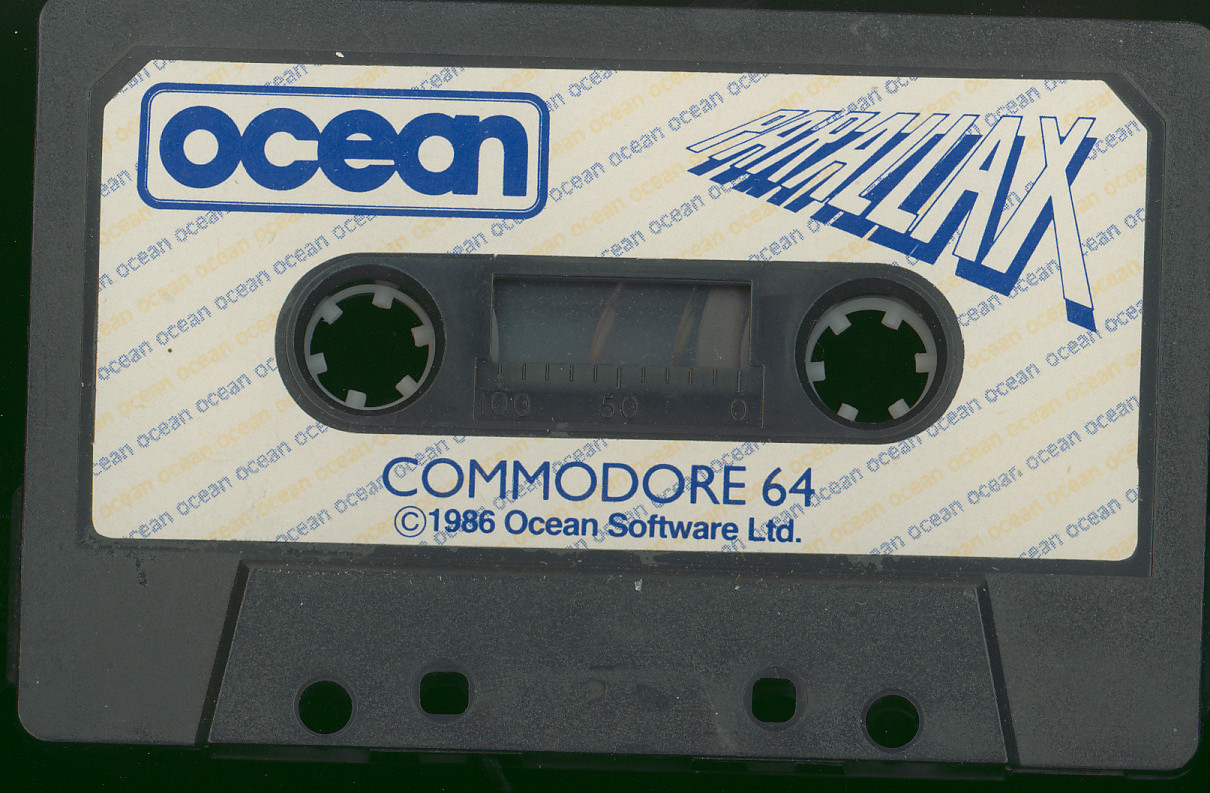 ocean
PARALLAX
100 50 0
COMMODORE 64
©1986 Ocean Software Ltd.